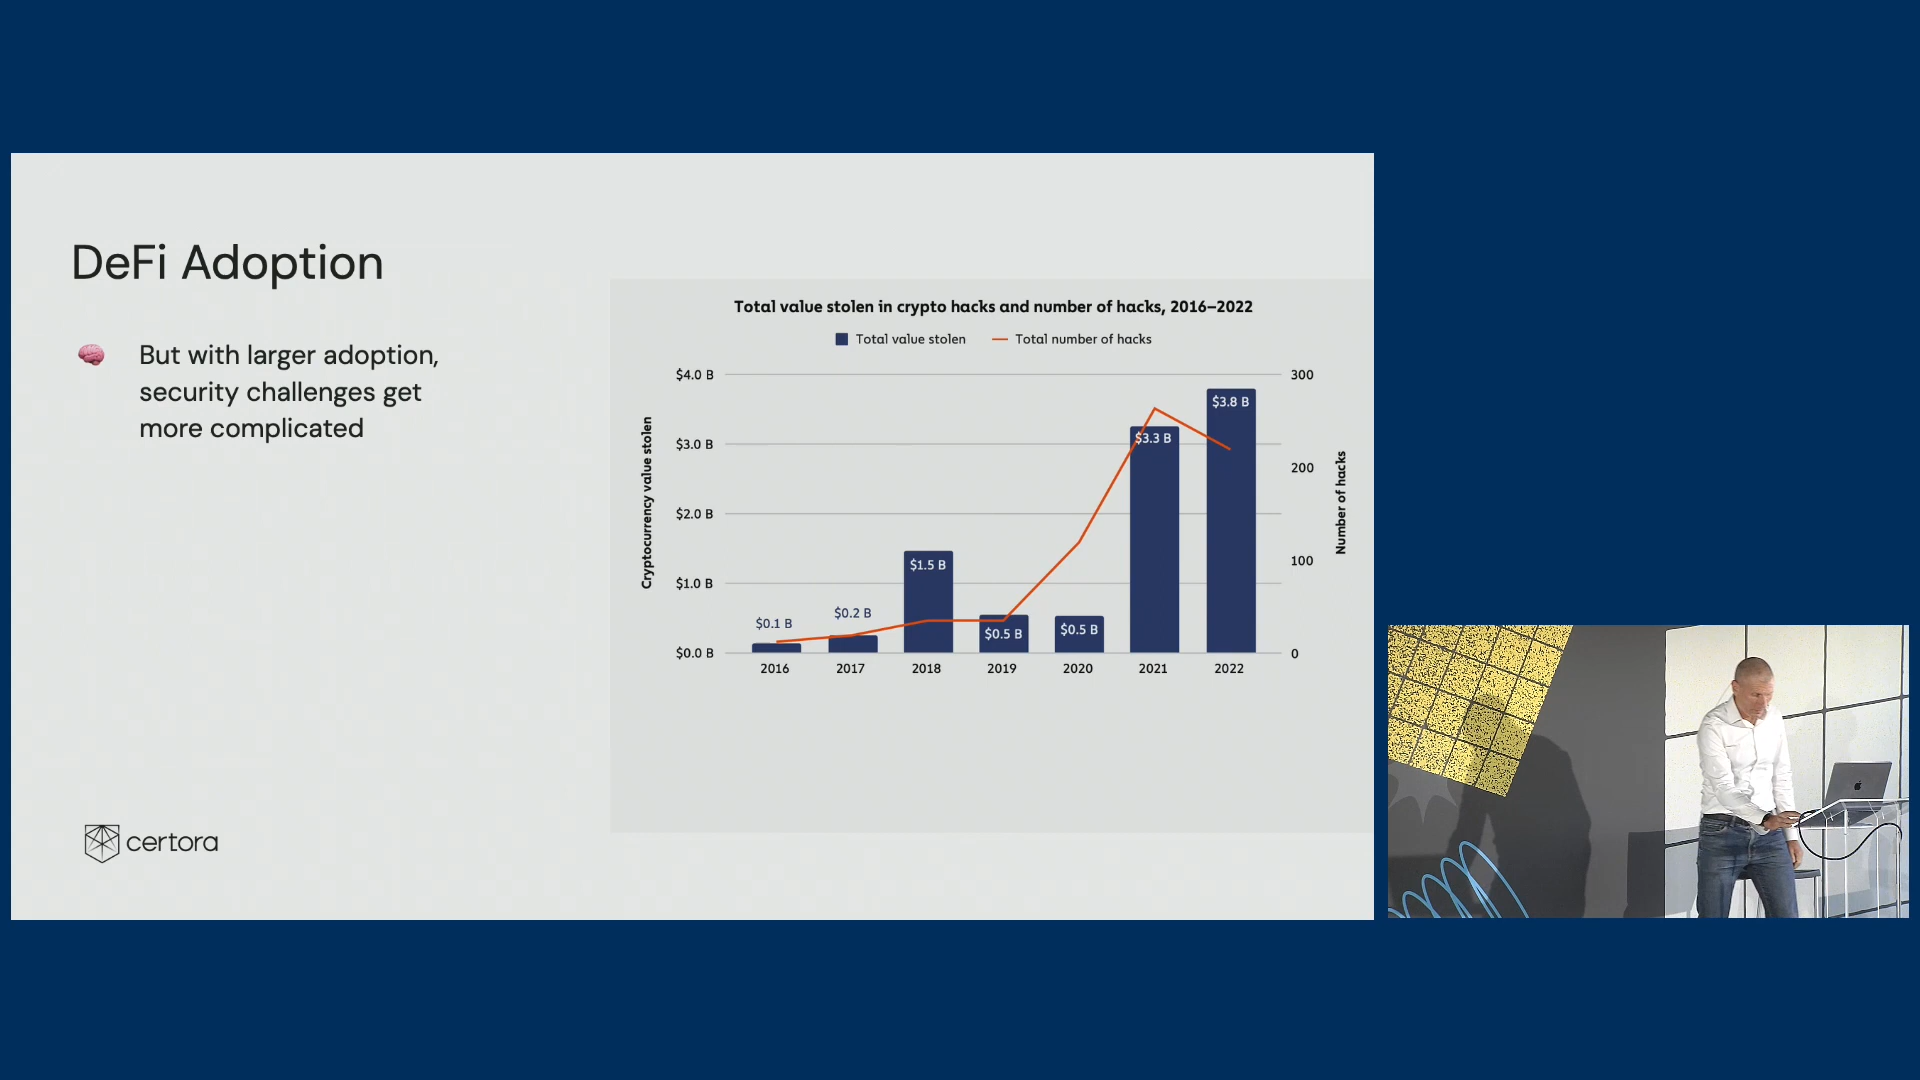 DeFi Adoption
🧠 But with larger adoption,
security challenges get
more complicated
certora
Total value stolen in crypto hacks and number of hacks, 2016–2022
Total value stolen
Total number of hacks
Cryptocurrency value stolen
$4.0 B
$3.0 B
$2.0 B
$1.0 B
$0.0 B
$0.1 B
$0.2 B
$1.5 B
$0.5 B
$0.5 B
$3.3 B
$3.8 B
300
200
100
0
Number of hacks
2016 2017 2018 2019 2020 2021 2022